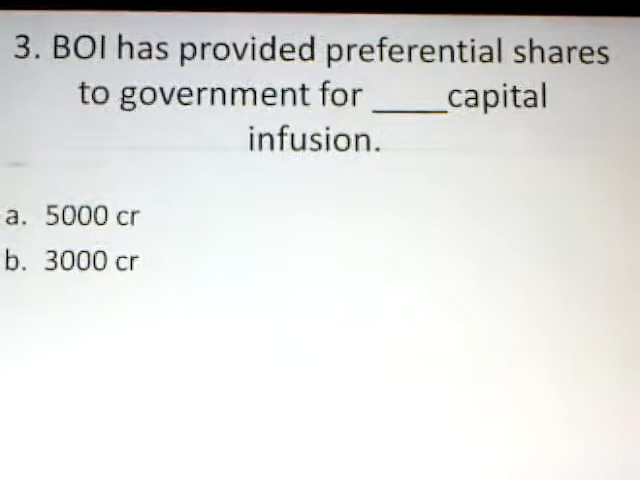 3. BOI has provided preferential shares
to government for ____capital
infusion.
a. 5000 cr
b. 3000 cr